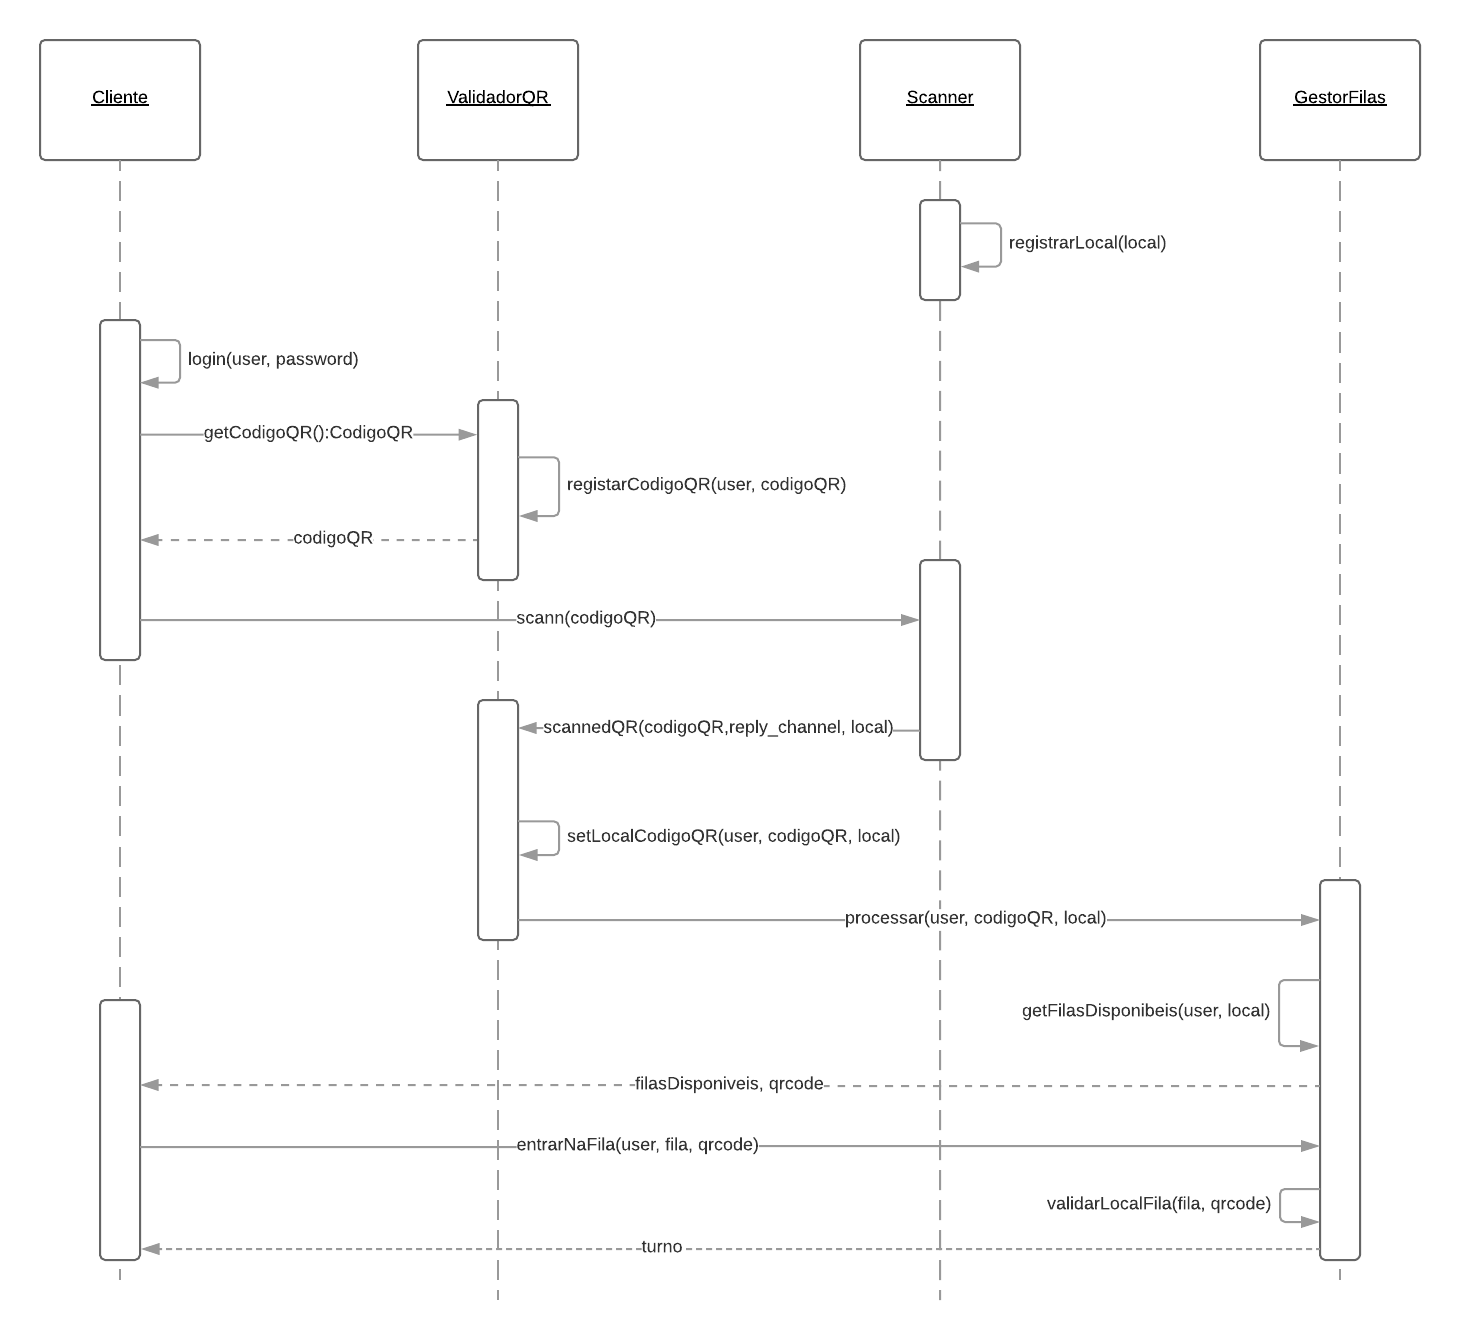 Cliente
ValidadorQR
Scanner
GestorFilas
registrarLocal(local)
login(user, password)
getCodigoQR():CodigoQR
registarCodigoQR(user, codigoQR)
codigoQR
scann(codigoQR)
scannedQR(codigoQR,reply_channel, local)
setLocalCodigoQR(user, codigoQR, local)
processar(user, codigoQR, local)
getFilasDisponibeis(user, local)
filasDisponiveis, qrcode
entrarNaFila(user, fila, qrcode)
validarLocalFila(fila, qrcode)
turno